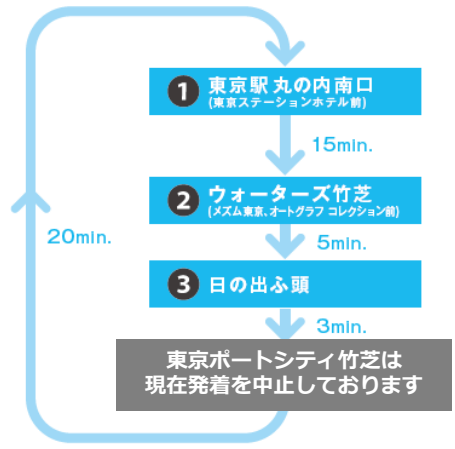 1 東京駅 丸の内南口
(東京ステーションホテル前)
15min.
2 ウォーターズ竹芝
(メズム東京、オートグラフ コレクション前)
20min.
5min.
3 日の出ふ頭
3min.
東京ポートシティ竹芝は
現在発着を中止しております